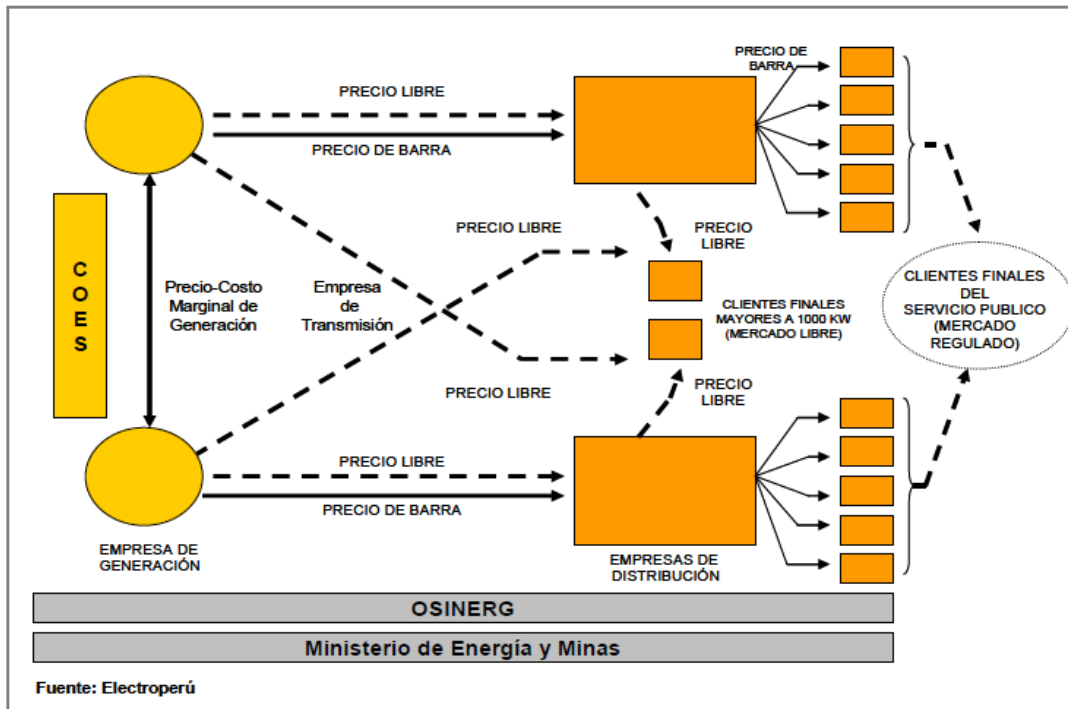 PRECIO DE
BARRA
PRECIO LIBRE
PRECIO DE BARRA
PRECIO LIBRE
PRECIO
LIBRE
C
O
E
S
Precio-Costo
Marginal de
Generación
Empresa
de
Transmisión
CLIENTES FINALES
MAYORES A 1000 KW
(MERCADO LIBRE)
CLIENTES FINALES
DEL
SERVICIO PUBLICO
(MERCADO
REGULADO)
PRECIO LIBRE
PRECIO
LIBRE
PRECIO LIBRE
PRECIO DE BARRA
EMPRESA DE
GENERACIÓN
EMPRESAS DE
DISTRIBUCIÓN
OSINERG
Ministerio de Energía y Minas
Fuente: Electroperú